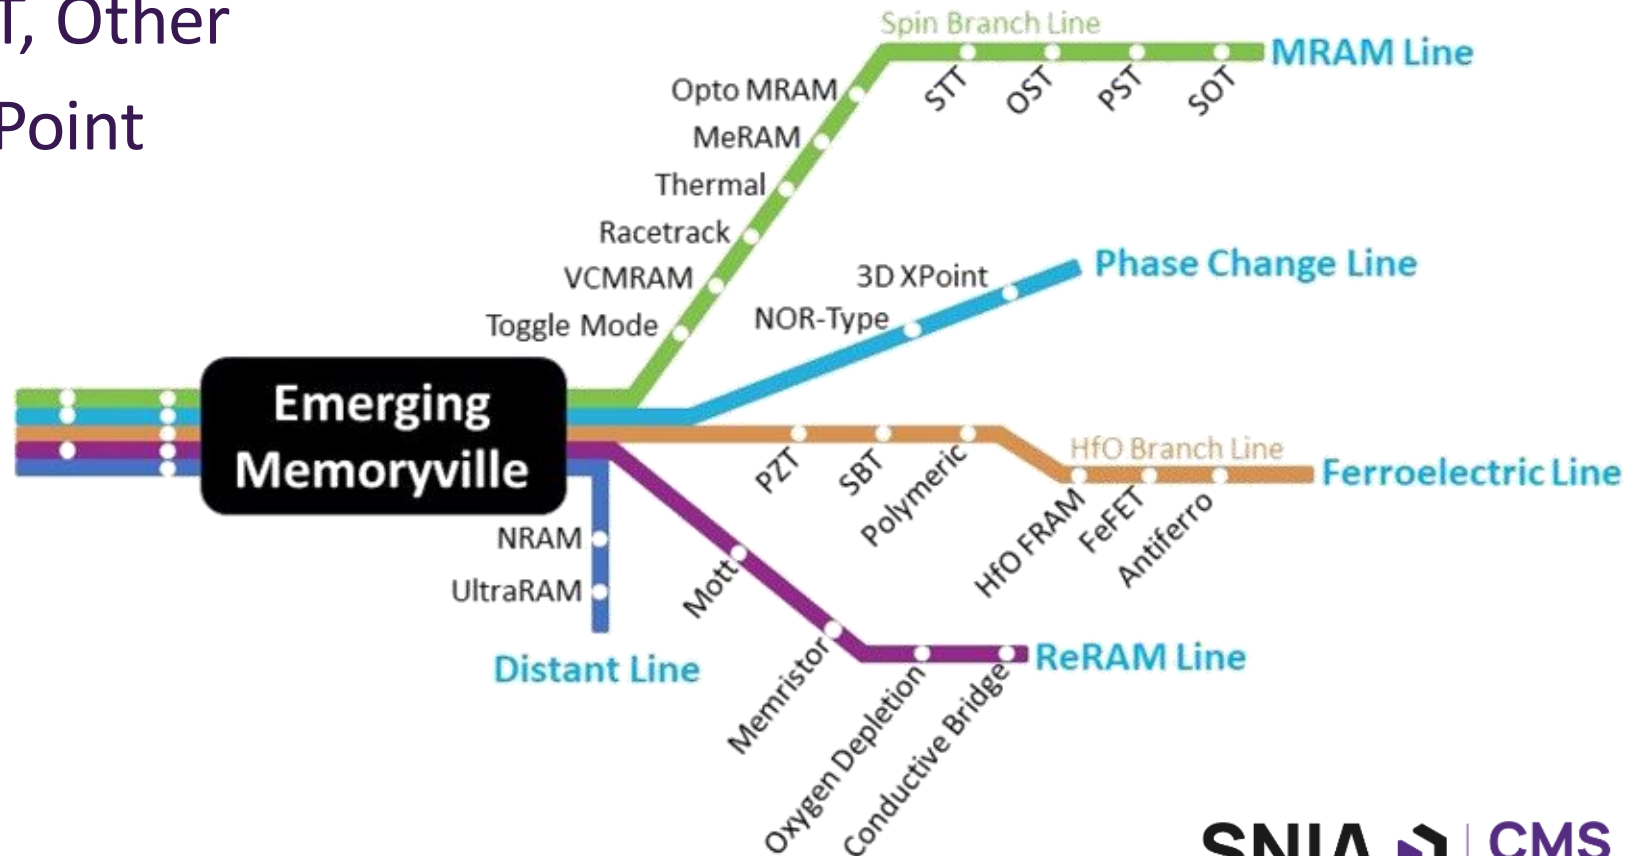 T, Other
Point
Spin Branch Line
MRAM Line
STT
OST
PST
SOT
Opto MRAM
MeRAM
Thermal
Racetrack
VCMRAM
Toggle Mode
3D XPoint
NOR-Type
Phase Change Line
Emerging
Memoryville
PZT
SBT
Polymeric
HfO Branch Line
HfO FRAM
FeFET
Antiferro
Ferroelectric Line
NRAM
UltraRAM
Distant Line
Mott
Memristor
Oxygen Depletion
Conductive Bridge
ReRAM Line
SNIA
CMS